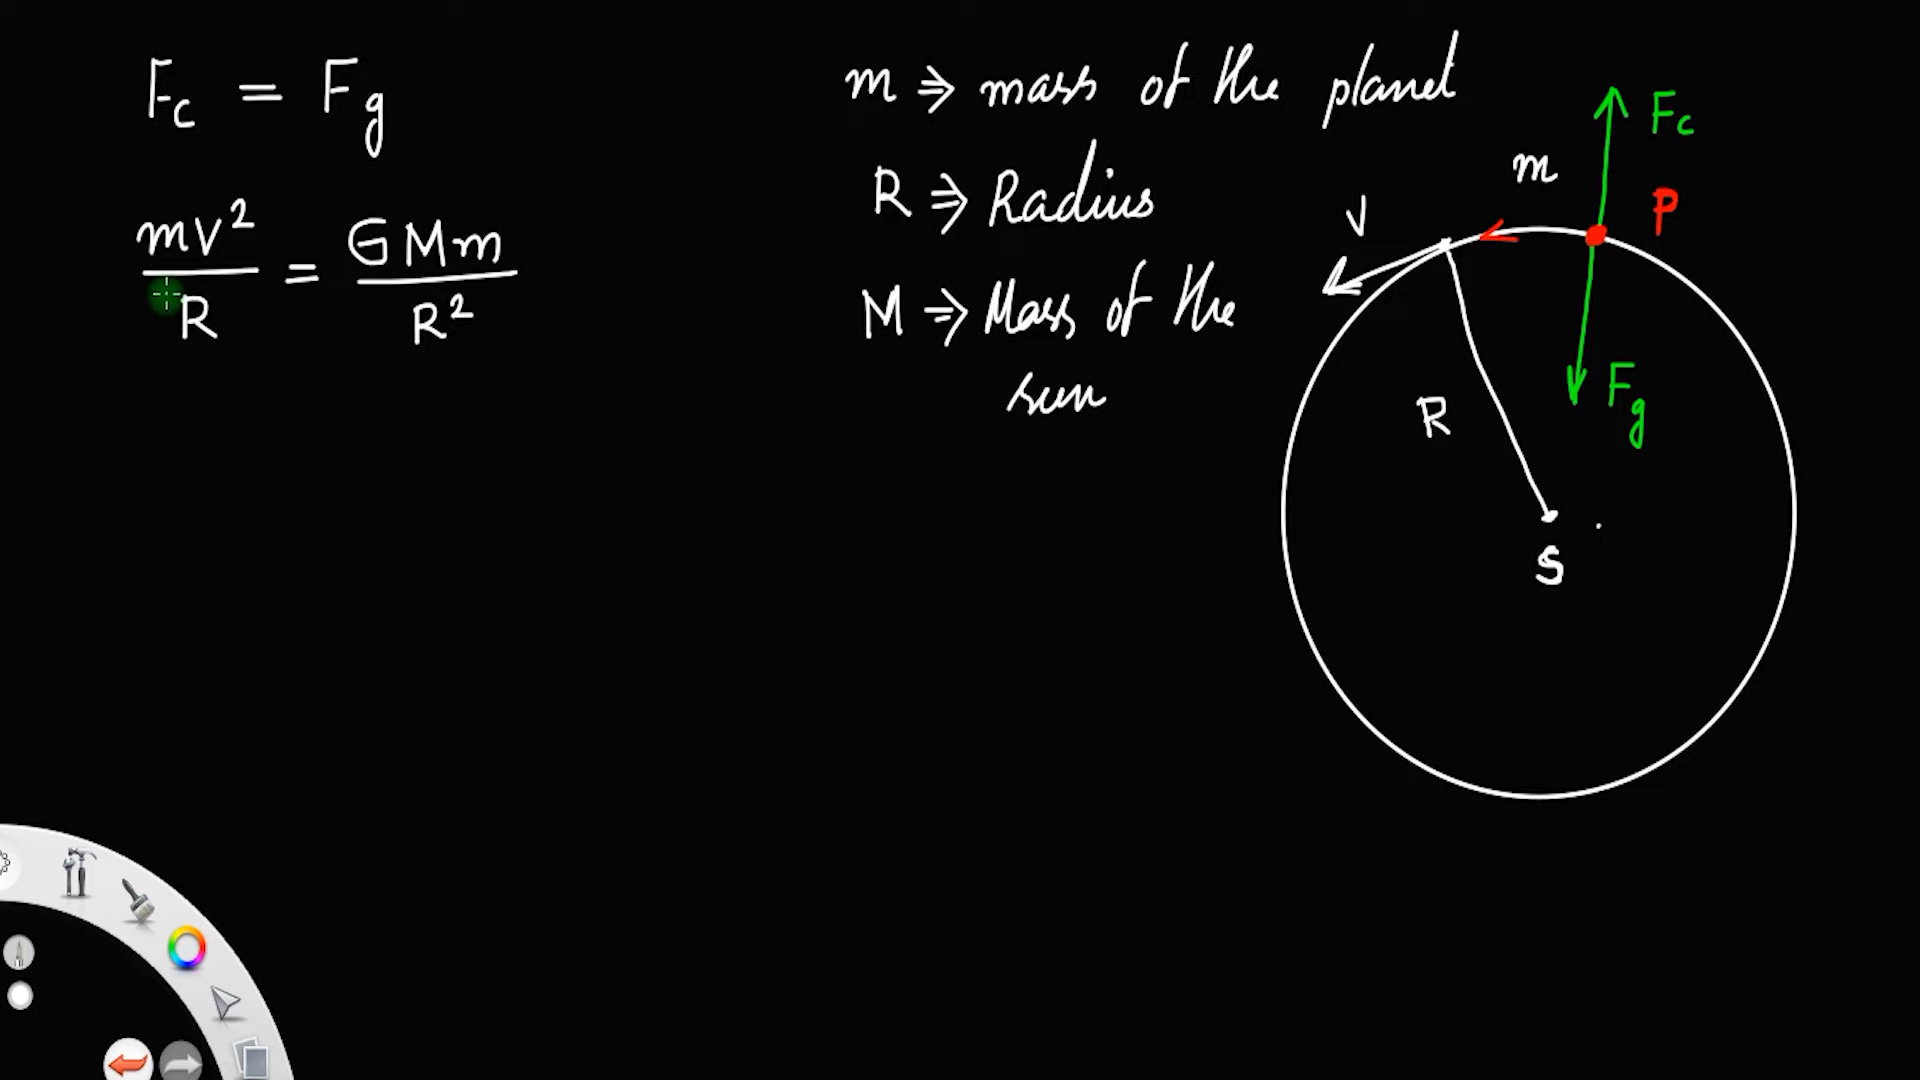 Fc = Fg
mV²/R = GMm/R²
m ⇒ mass of the planet
R ⇒ Radius
M ⇒ Mass of the
sun
Fc
m
P
V
Fg
R
S